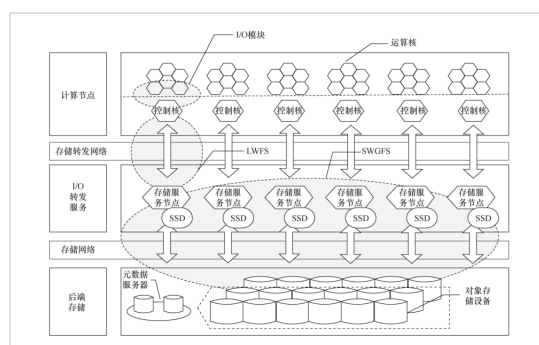 I/O模块
运算核
计算节点
控制核 控制核 控制核 控制核 控制核 控制核
存储转发网络
LWFS
SWGFS
I/O
转发
服务
存储服务节点 存储服务节点 存储服务节点 存储服务节点 存储服务节点 存储服务节点
SSD SSD SSD SSD SSD SSD
存储网络
后端
存储
元数据
服务器
对象存
储设备